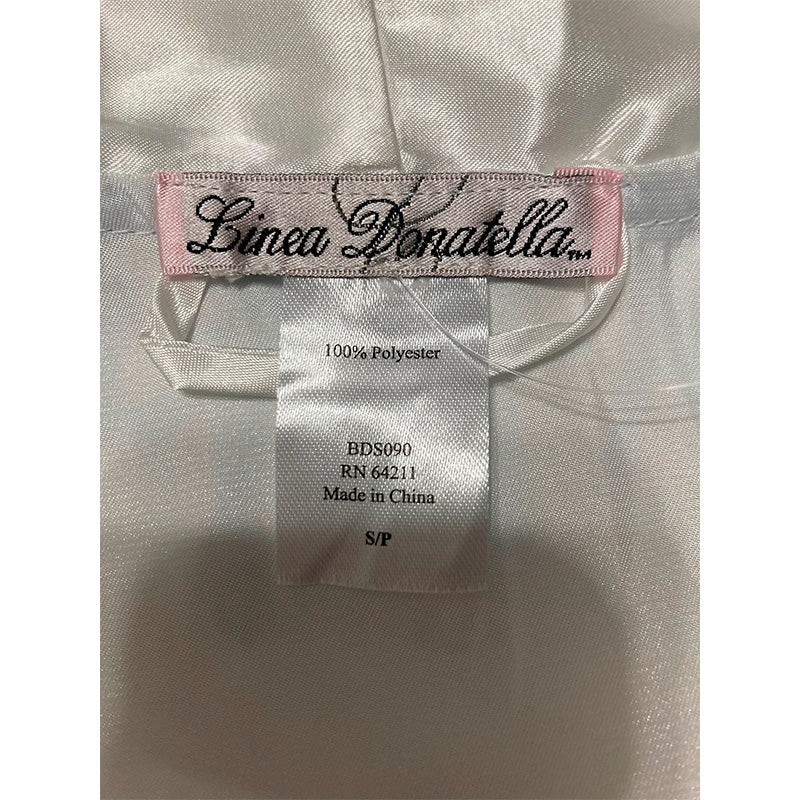 Linea Donatella™
100% Polyester
BDS090
RN 64211
Made in China
S/P